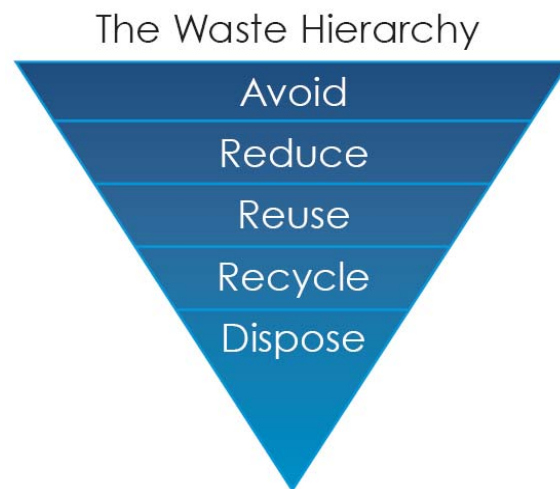 The Waste Hierarchy
Avoid
Reduce
Reuse
Recycle
Dispose